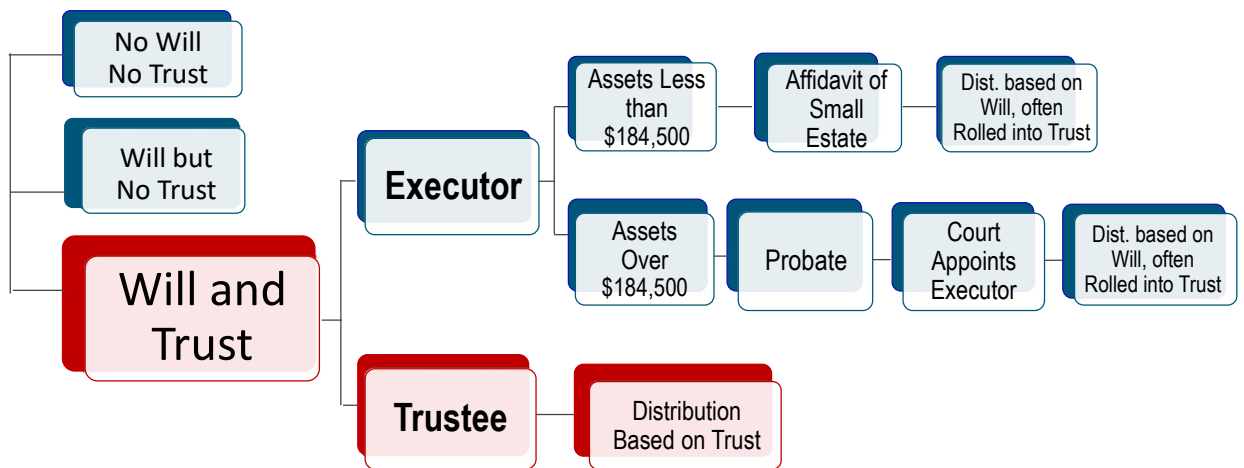 No Will
No Trust
Will but
No Trust
Will and
Trust
Executor
Assets Less
than
$184,500
Affidavit of
Small
Estate
Dist. based on
Will, often
Rolled into Trust
Assets
Over
$184,500
Probate
Court
Appoints
Executor
Dist. based on
Will, often
Rolled into Trust
Trustee
Distribution
Based on Trust